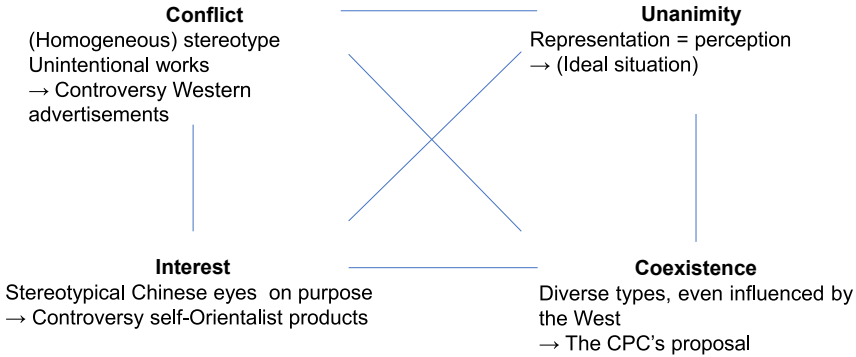 Conflict
(Homogeneous) stereotype
Unintentional works
→ Controversy Western
advertisements
Unanimity
Representation = perception
→ (Ideal situation)
Interest
Stereotypical Chinese eyes on purpose
→ Controversy self-Orientalist products
Coexistence
Diverse types, even influenced by
the West
→ The CPC's proposal